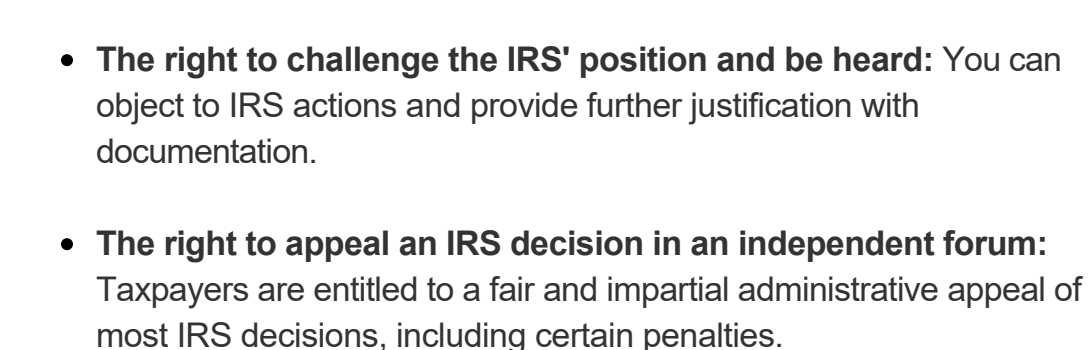 • The right to challenge the IRS' position and be heard: You can
object to IRS actions and provide further justification with
documentation.
• The right to appeal an IRS decision in an independent forum:
Taxpayers are entitled to a fair and impartial administrative appeal of
most IRS decisions, including certain penalties.